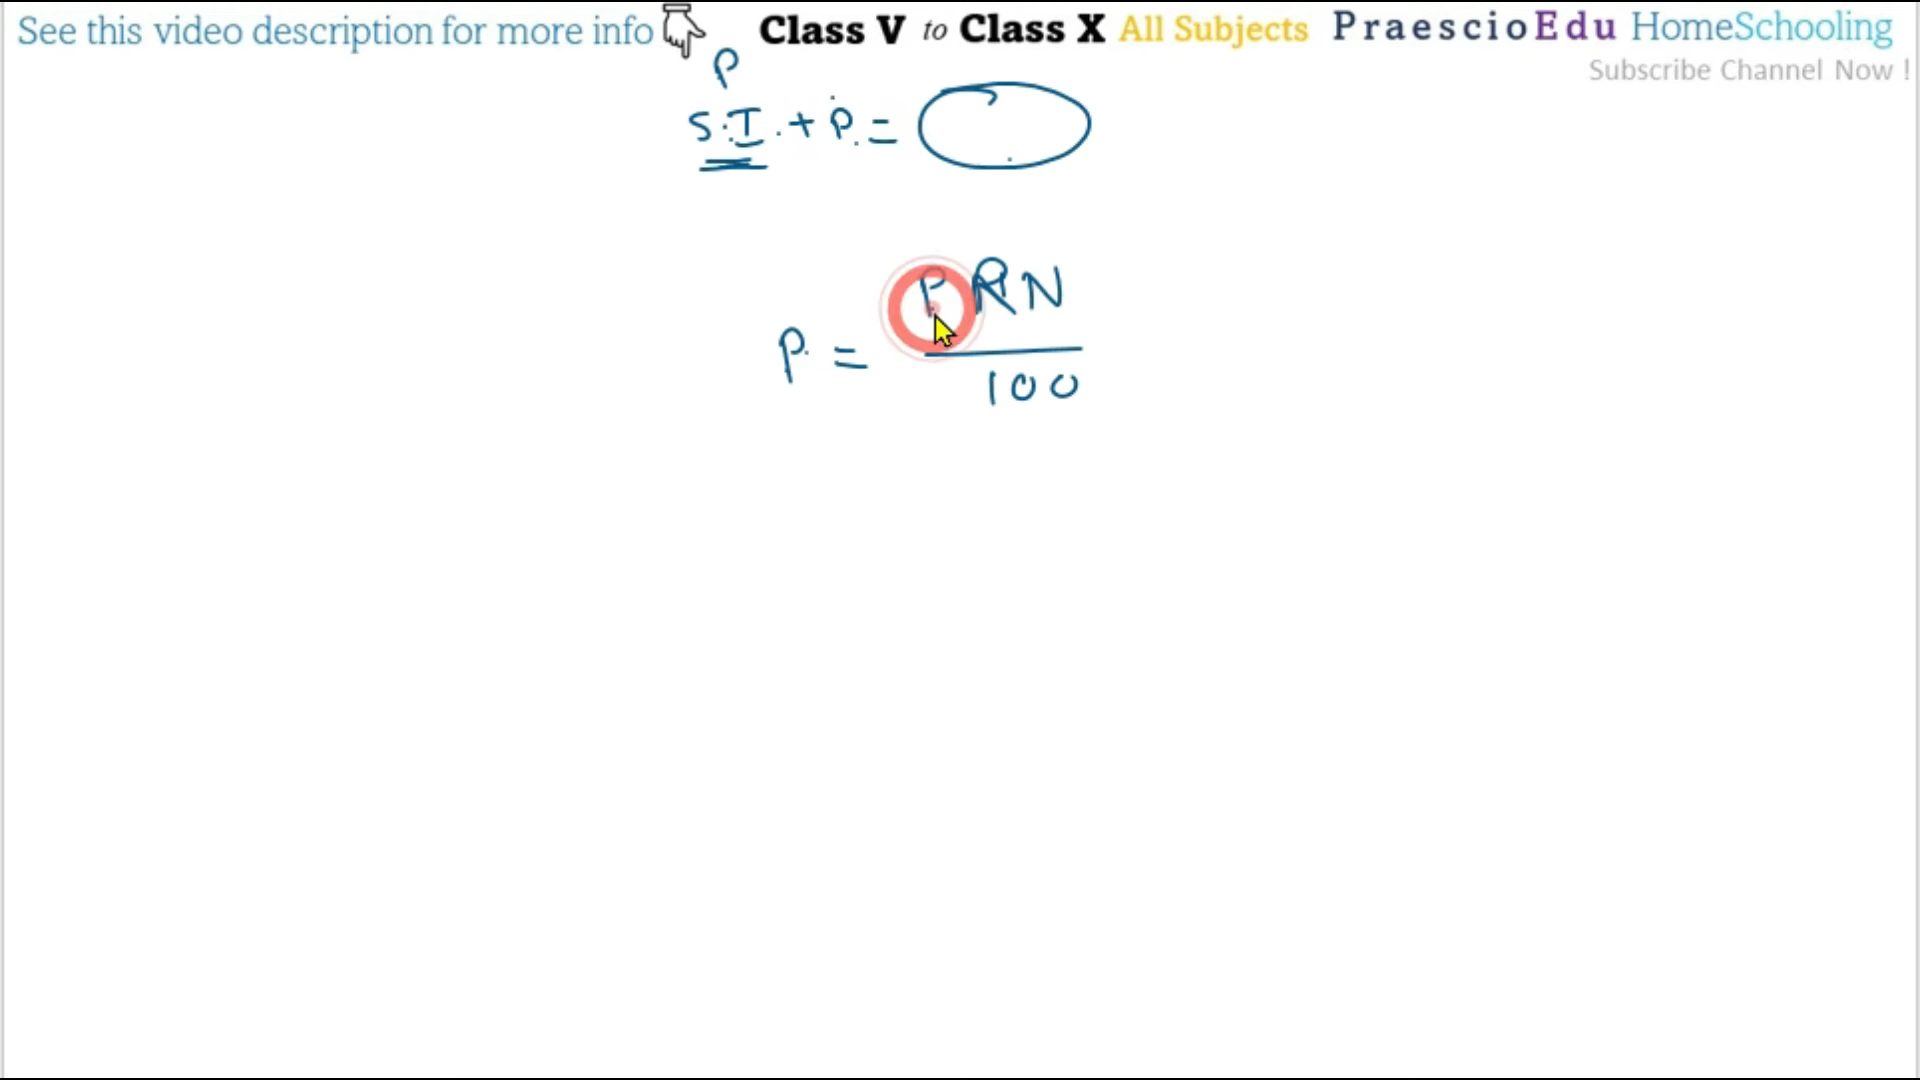 See this video description for more info Class V to Class X All Subjects PraescioEdu HomeSchooling
Subscribe Channel Now !
P
S.I. + P. =
PRN
P. =
100